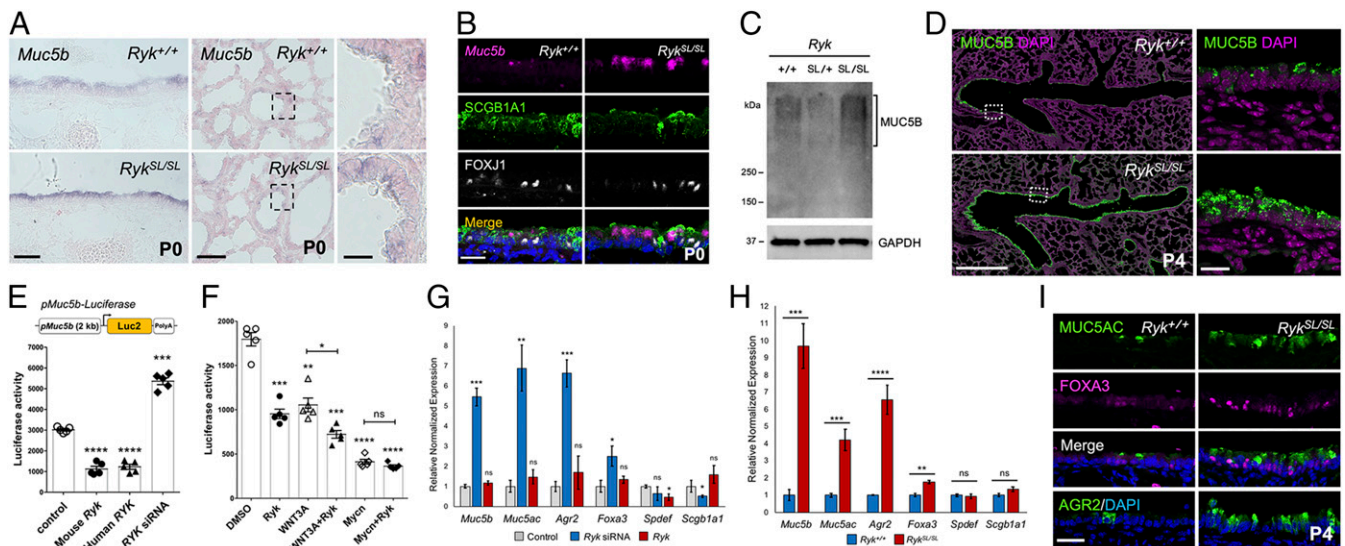 A
Muc5b Ryk+/+
Muc5b Ryk+/+
RykSL/SL
P0
RykSL/SL
P0
B
Muc5b Ryk+/+ RykSL/SL
SCGB1A1
FOXJ1
Merge
P0
C
Ryk
+/+ SL/+ SL/SL
kDa
MUC5B
250
150
37
GAPDH
D
MUC5B DAPI Ryk+/+
MUC5B DAPI
RykSL/SL
P4
E
pMuc5b-Luciferase
pMuc5b (2 kb) Luc2 PolyA
Luciferase activity
7000
6000
5000
4000
3000
2000
1000
0
**** **** ***
control
Mouse Ryk
Human RYK
RYK siRNA
F
Luciferase activity
2000
1500
1000
500
0
*** ** * *** **** ns ****
DMSO
Ryk
WNT3A
WNT3A+Ryk
Mycn
Mycn+Ryk
G
Relative Normalized Expression
9
8
7
6
5
4
3
2
1
0
*** ns ** ns *** ns * ns ns * * ns
Muc5b Muc5ac Agr2 Foxa3 Spdef Scgb1a1
Control Ryk siRNA Ryk
H
Relative Normalized Expression
12
11
10
9
8
7
6
5
4
3
2
1
0
*** *** **** ** ns ns
Muc5b Muc5ac Agr2 Foxa3 Spdef Scgb1a1
Ryk+/+ RykSL/SL
I
MUC5AC Ryk+/+ RykSL/SL
FOXA3
Merge
AGR2/DAPI
P4